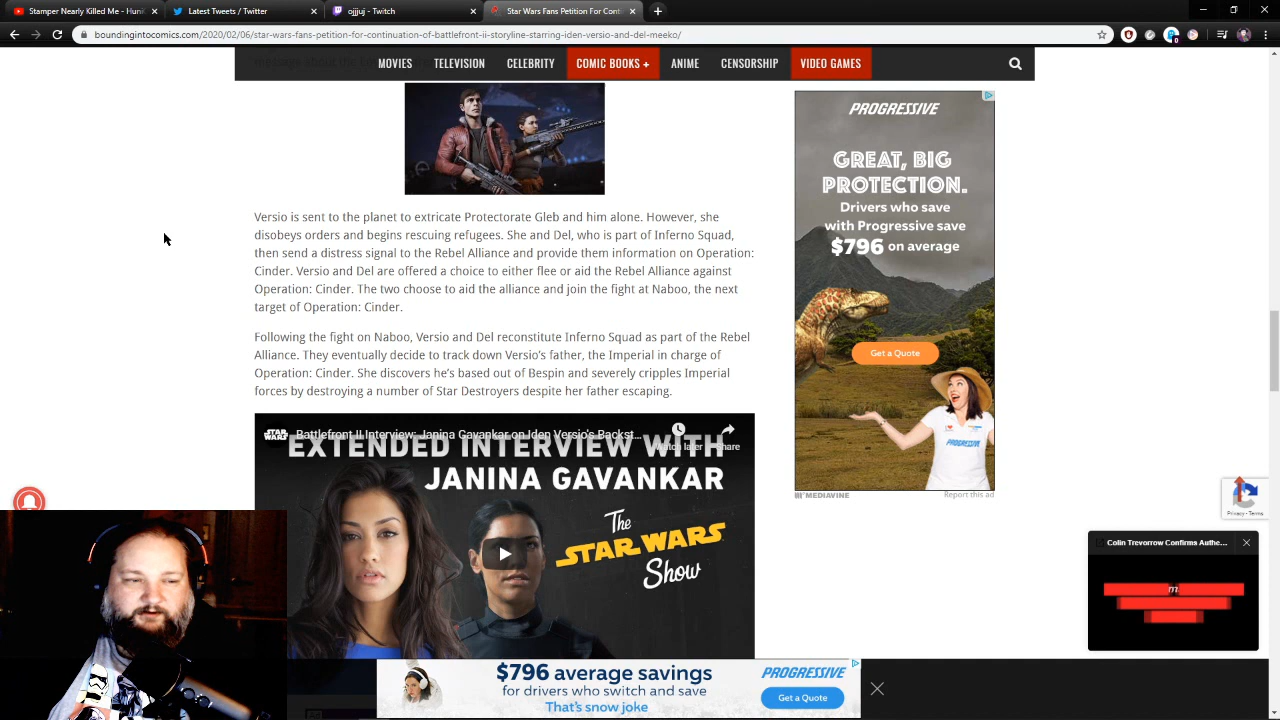 Stamper Nearly Killed Me - Hunt
Latest Tweets / Twitter
ogjjug - Twitch
Star Wars Fans Petition For Cont
boundingintocomics.com/2020/02/06/star-wars-fans-petition-for-continuation-of-battlefront-ii-storyline-starring-iden-versio-and-del-meeko/
MOVIES TELEVISION CELEBRITY COMIC BOOKS + ANIME CENSORSHIP VIDEO GAMES
Versio is sent to the planet to extricate Protectorate Gleb and him alone. However, she
disobeys orders and begins rescuing refugees. She and Del, who is part of Inferno Squad,
then send a distress signal to the Rebel Alliance and provide them information on Operation:
Cinder. Versio and Del are offered a choice to either flee or aid the Rebel Alliance against
Operation: Cinder. The two choose to aid the alliance and join the fight at Naboo, the next
target of Operation: Cinder.
Following the fight on Naboo, Versio and Del reconstitute Inferno Squad as part of the Rebel
Alliance. They eventually decide to track down Versio's father, the Imperial in charge of
Operation: Cinder. She discovers he's based out of Bespin and severely cripples Imperial
forces by destroying a number of Star Destroyers despite her father escaping.
STAR WARS
Battlefront II Interview: Janina Gavankar on Iden Versio's Backst...
Watch later
Share
EXTENDED INTERVIEW WITH
JANINA GAVANKAR
The
STAR WARS
Show
PROGRESSIVE
GREAT, BIG
PROTECTION.
Drivers who save
with Progressive save
$796 on average
Get a Quote
PROGRESSIVE
MEDIAVINE
Report this ad
Privacy - Terms
Colin Trevorrow Confirms Authe...
m
$796 average savings
for drivers who switch and save
That's snow joke
PROGRESSIVE
Get a Quote